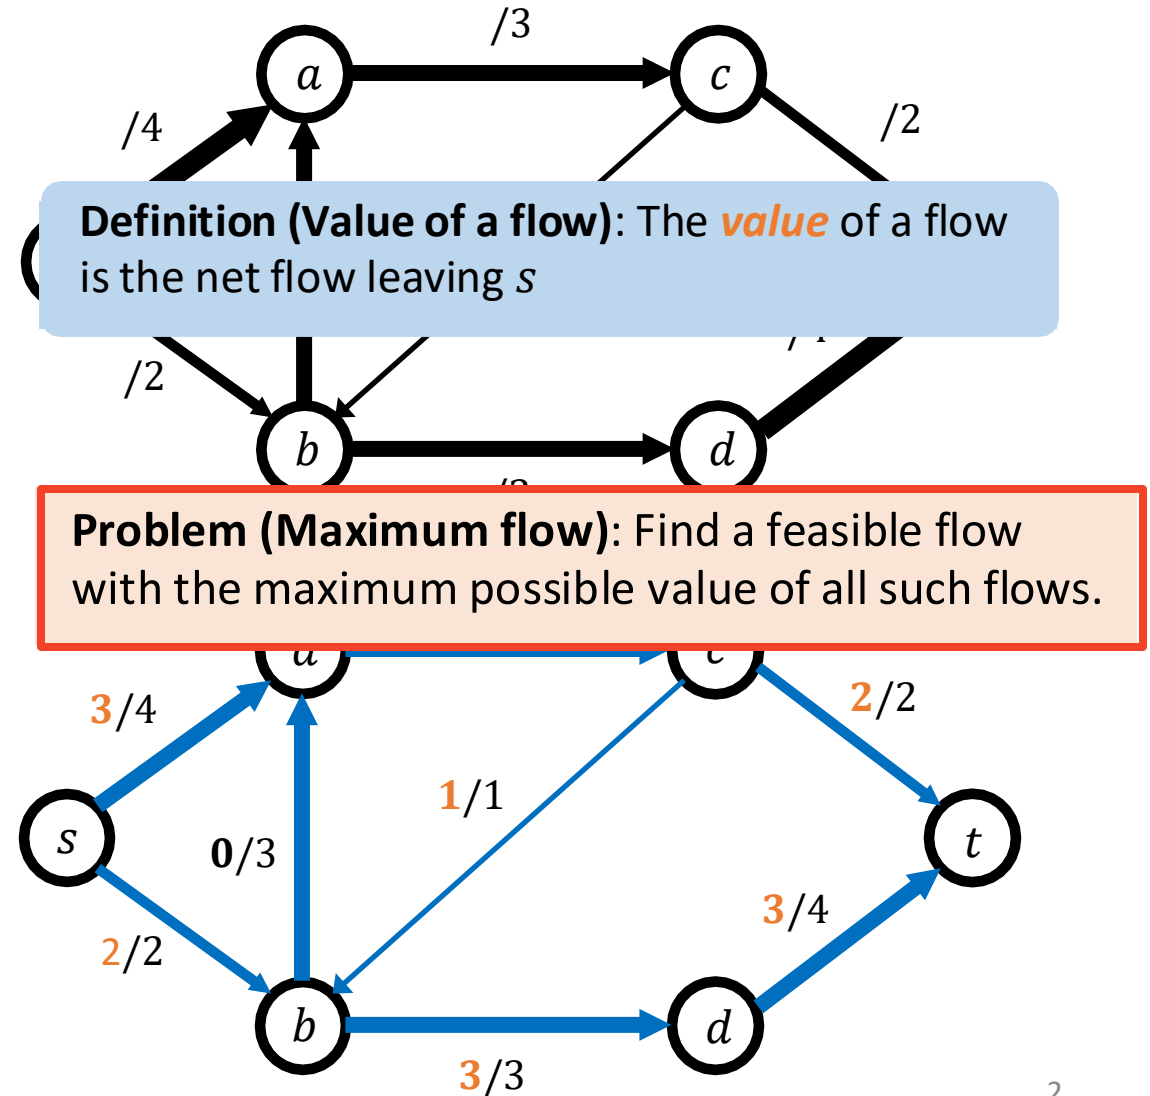 /3
a
c
/4
/2
Definition (Value of a flow): The value of a flow
is the net flow leaving s
/2
b
d
Problem (Maximum flow): Find a feasible flow
with the maximum possible value of all such flows.
a
c
3/4
2/2
1/1
s
0/3
t
3/4
2/2
b
d
3/3
2